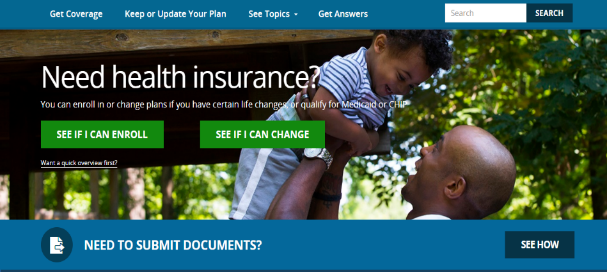 Get Coverage Keep or Update Your Plan See Topics Get Answers Search SEARCH
Need health insurance?
You can enroll in or change plans if you have certain life changes, or qualify for Medicaid or CHIP.
SEE IF I CAN ENROLL SEE IF I CAN CHANGE
Want a quick overview first?
NEED TO SUBMIT DOCUMENTS? SEE HOW